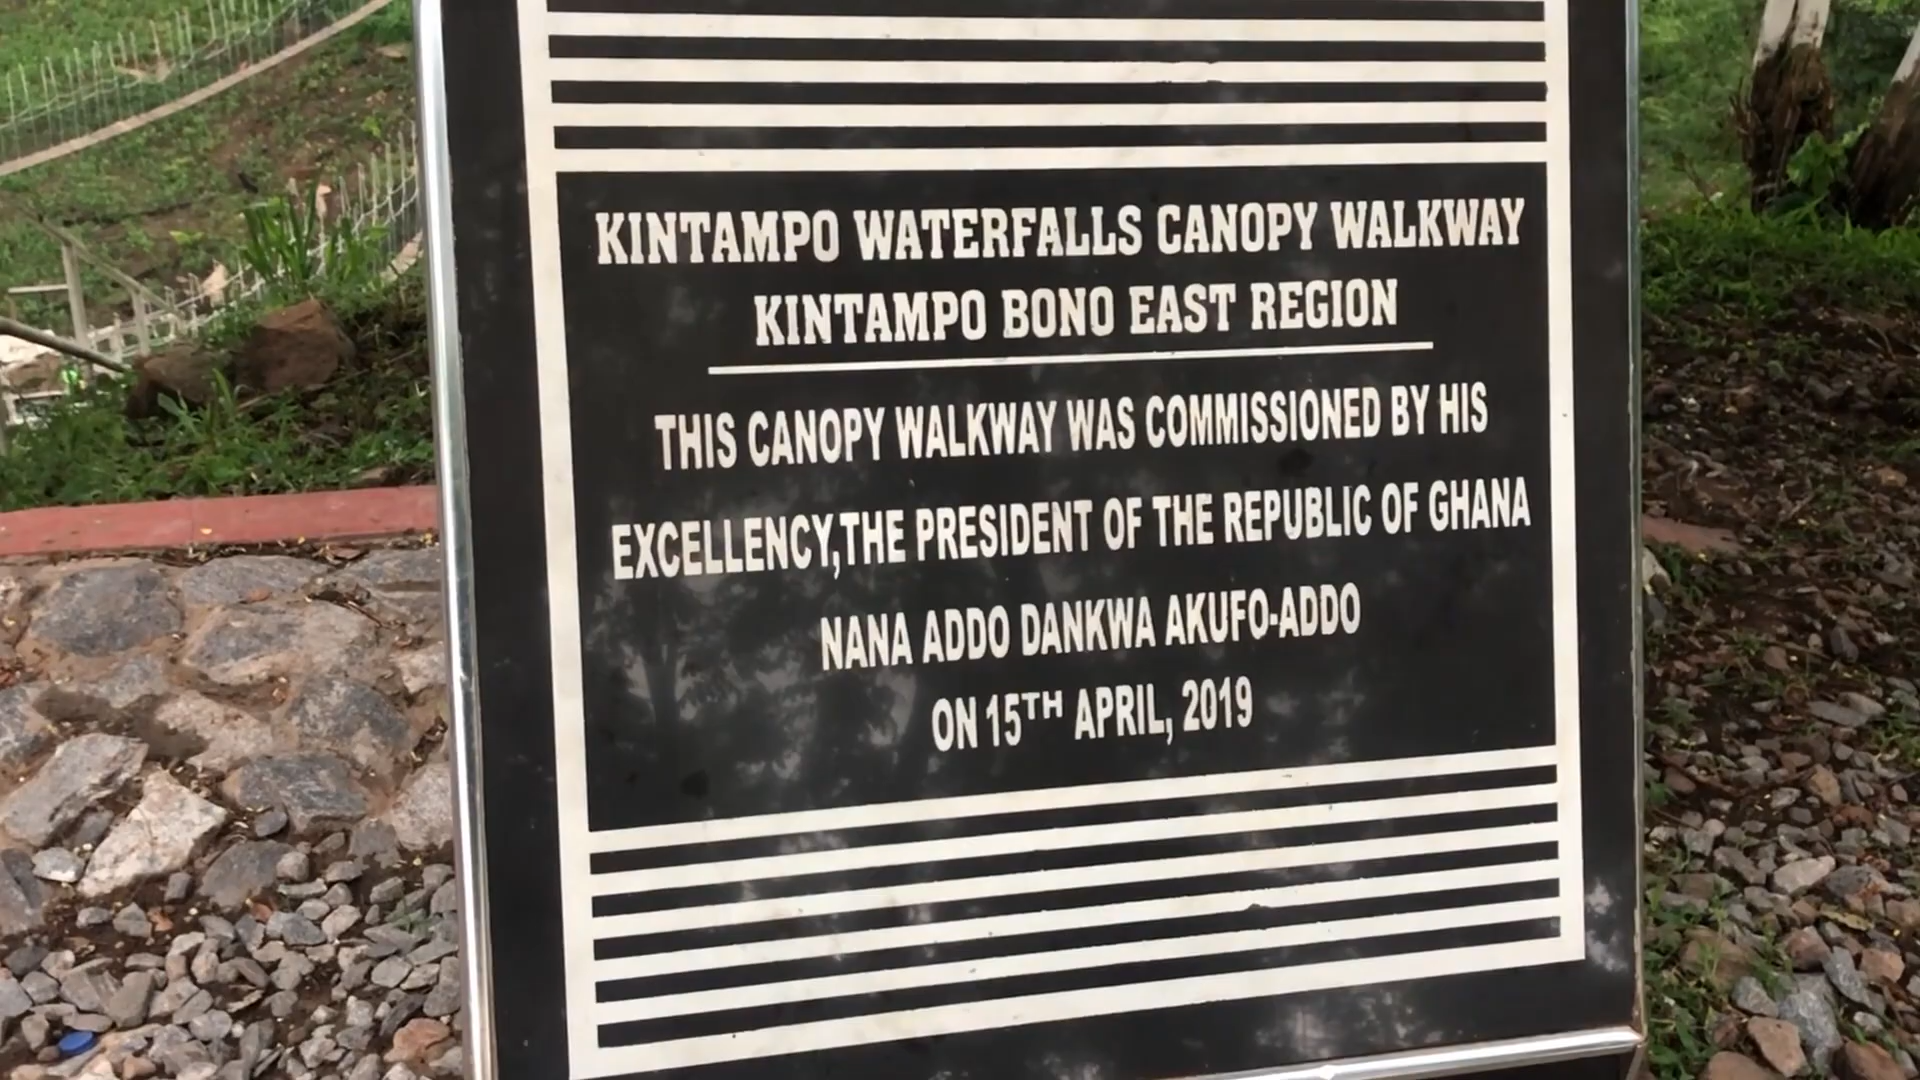 KINTAMPO WATERFALLS CANOPY WALKWAY
KINTAMPO BONO EAST REGION
THIS CANOPY WALKWAY WAS COMMISSIONED BY HIS
EXCELLENCY,THE PRESIDENT OF THE REPUBLIC OF GHANA
NANA ADDO DANKWA AKUFO-ADDO
ON 15TH APRIL, 2019